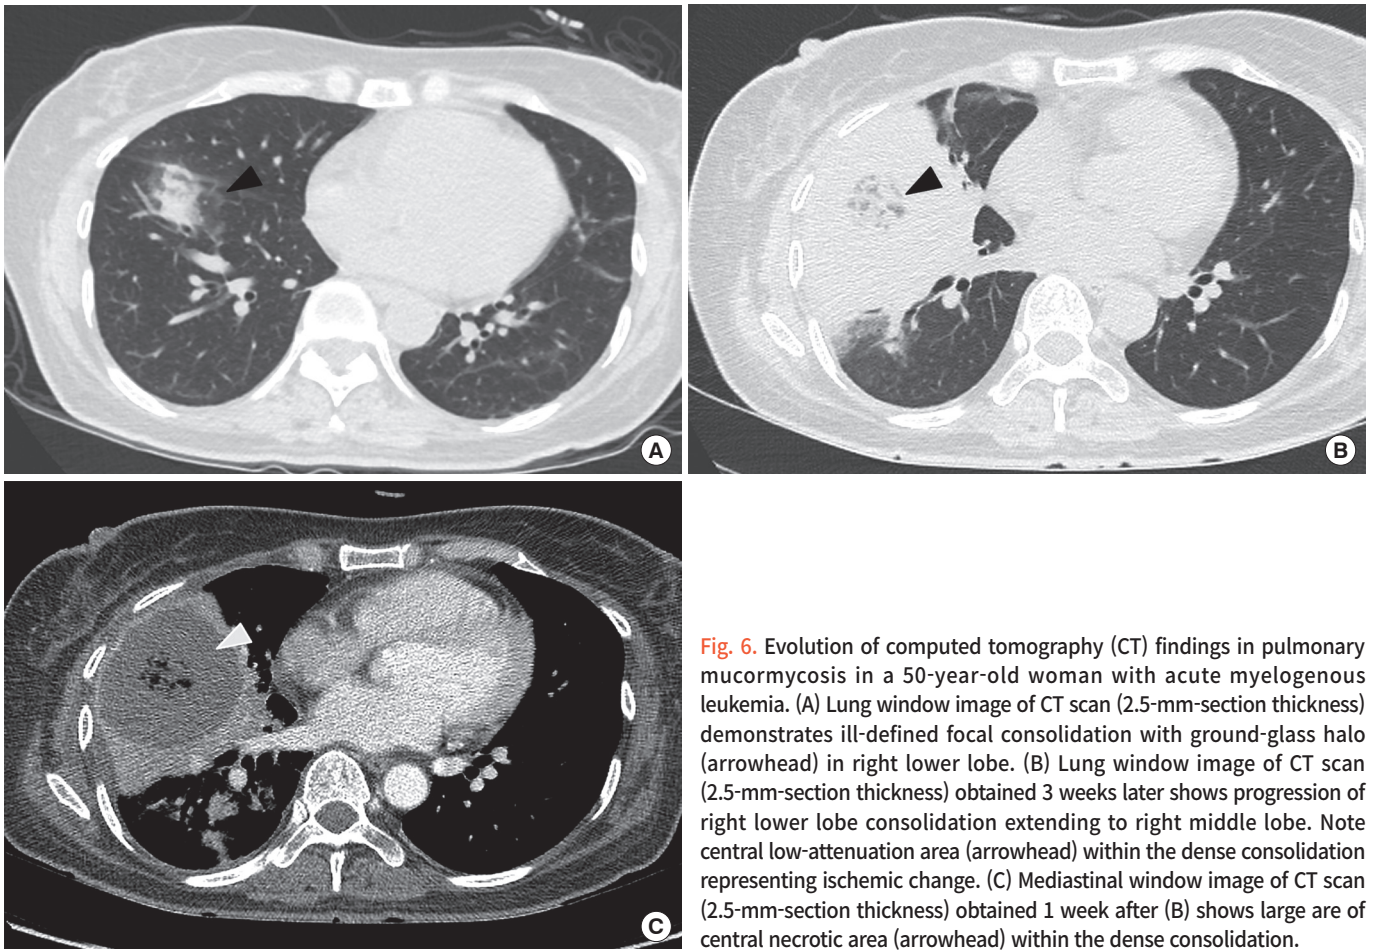 A
B
C
Fig. 6. Evolution of computed tomography (CT) findings in pulmonary
mucormycosis in a 50-year-old woman with acute myelogenous
leukemia. (A) Lung window image of CT scan (2.5-mm-section thickness)
demonstrates ill-defined focal consolidation with ground-glass halo
(arrowhead) in right lower lobe. (B) Lung window image of CT scan
(2.5-mm-section thickness) obtained 3 weeks later shows progression of
right lower lobe consolidation extending to right middle lobe. Note
central low-attenuation area (arrowhead) within the dense consolidation
representing ischemic change. (C) Mediastinal window image of CT scan
(2.5-mm-section thickness) obtained 1 week after (B) shows large are of
central necrotic area (arrowhead) within the dense consolidation.